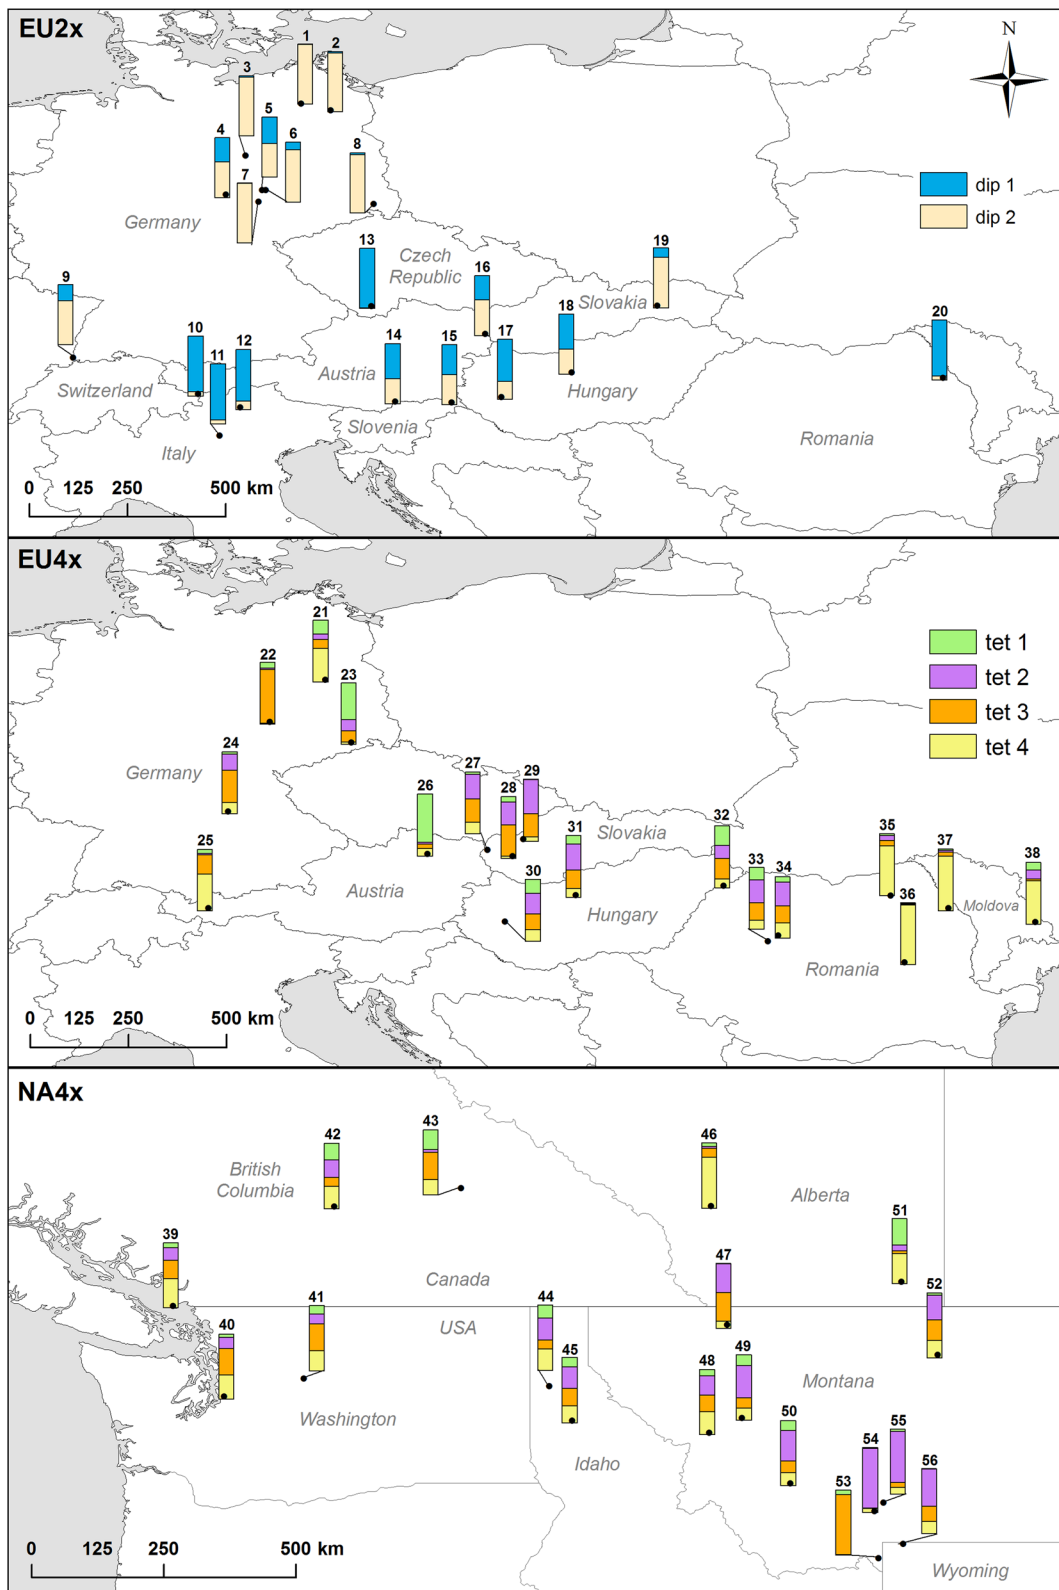 EU2x
N
1
2
3
4
5
6
7
8
dip 1
dip 2
Germany
Czech
Republic
Slovakia
9
10
11
12
13
14
15
16
17
18
19
20
Switzerland
Austria
Hungary
Slovenia
Italy
Romania
0 125 250 500 km
EU4x
21
22
23
24
25
tet 1
tet 2
tet 3
tet 4
Germany
26
27
28
29
30
31
32
33
34
35
36
37
38
Slovakia
Austria
Hungary
Moldova
Romania
0 125 250 500 km
NA4x
42
43
46
British
Columbia
Alberta
39
51
Canada
47
52
41
44
USA
40
45
48
49
Montana
Washington
50
Idaho
54
55
56
53
0 125 250 500 km
Wyoming